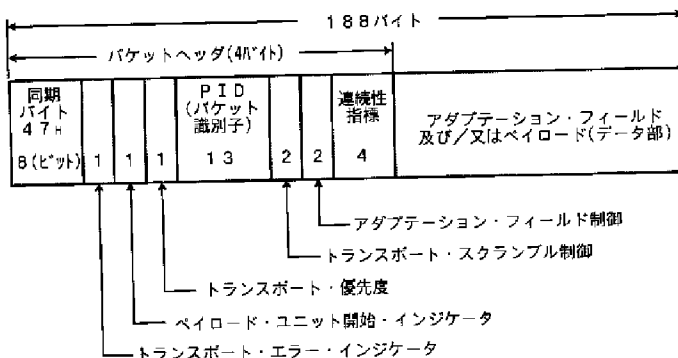 188バイト
パケットヘッダ(4バイト)
同期
バイト
47H
8(ビット)
1
1
1
PID
(パケット
識別子)
13
2
2
連続性
指標
4
アダプテーション・フィールド
及び/又はペイロード(データ部)
アダプテーション・フィールド制御
トランスポート・スクランブル制御
トランスポート・優先度
ペイロード・ユニット開始・インジケータ
トランスポート・エラー・インジケータ